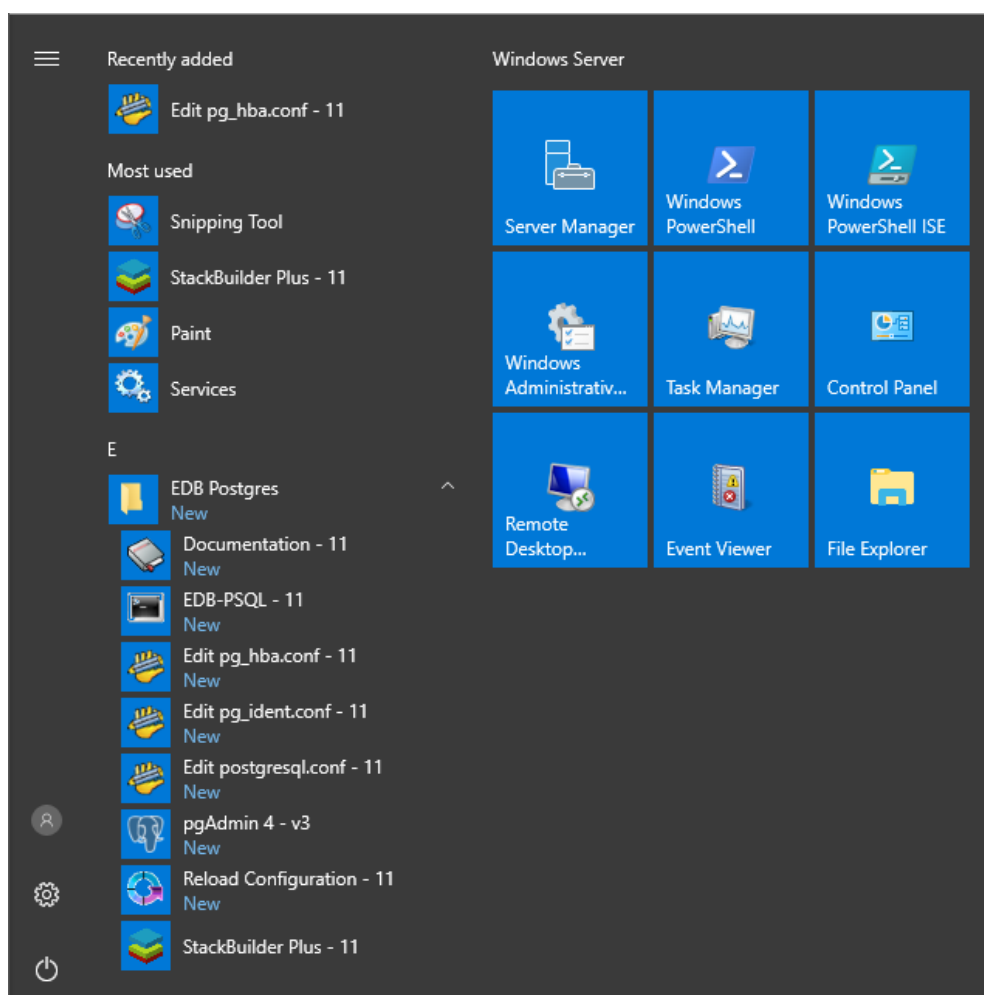 Recently added
Edit pg_hba.conf - 11
Most used
Snipping Tool
StackBuilder Plus - 11
Paint
Services
E
EDB Postgres
New
Documentation - 11
New
EDB-PSQL - 11
New
Edit pg_hba.conf - 11
New
Edit pg_ident.conf - 11
New
Edit postgresql.conf - 11
New
pgAdmin 4 - v3
New
Reload Configuration - 11
New
StackBuilder Plus - 11
Windows Server
Server Manager
Windows
PowerShell
Windows
PowerShell ISE
Windows
Administrativ...
Task Manager
Control Panel
Remote
Desktop...
Event Viewer
File Explorer